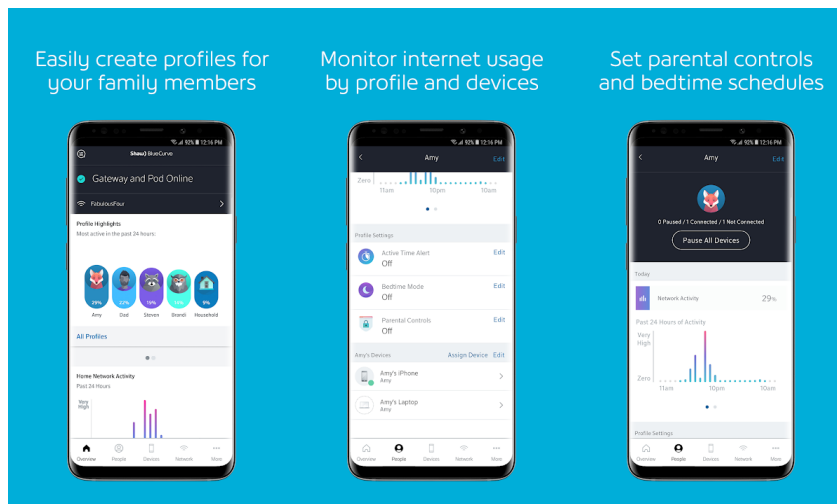 Easily create profiles for
your family members
92% 12:16 PM
Shaw) BlueCurve
Gateway and Pod Online
FabulousFour
Profile Highlights
Most active in the past 24 hours:
29% 22% 19% 9%
Amy Dad Steven Brandi Household
All Profiles
Home Network Activity
Past 24 Hours
Very
High
Overview People Devices Network More
Monitor internet usage
by profile and devices
92% 12:16 PM
Amy Edit
Zero
11am 10pm 10am
Profile Settings
Active Time Alert Edit
Off
Bedtime Mode Edit
Off
Parental Controls Edit
Off
Amy's Devices Assign Device Edit
Amy's iPhone
Amy
Amy's Laptop
Amy
Overview People Devices Network More
Set parental controls
and bedtime schedules
92% 12:16 PM
Amy Edit
0 Paused / 1 Connected / 1 Not Connected
Pause All Devices
Today
Network Activity 29%
Past 24 Hours of Activity
Very
High
Zero
11am 10pm 10am
Profile Settings
Overview People Devices Network More